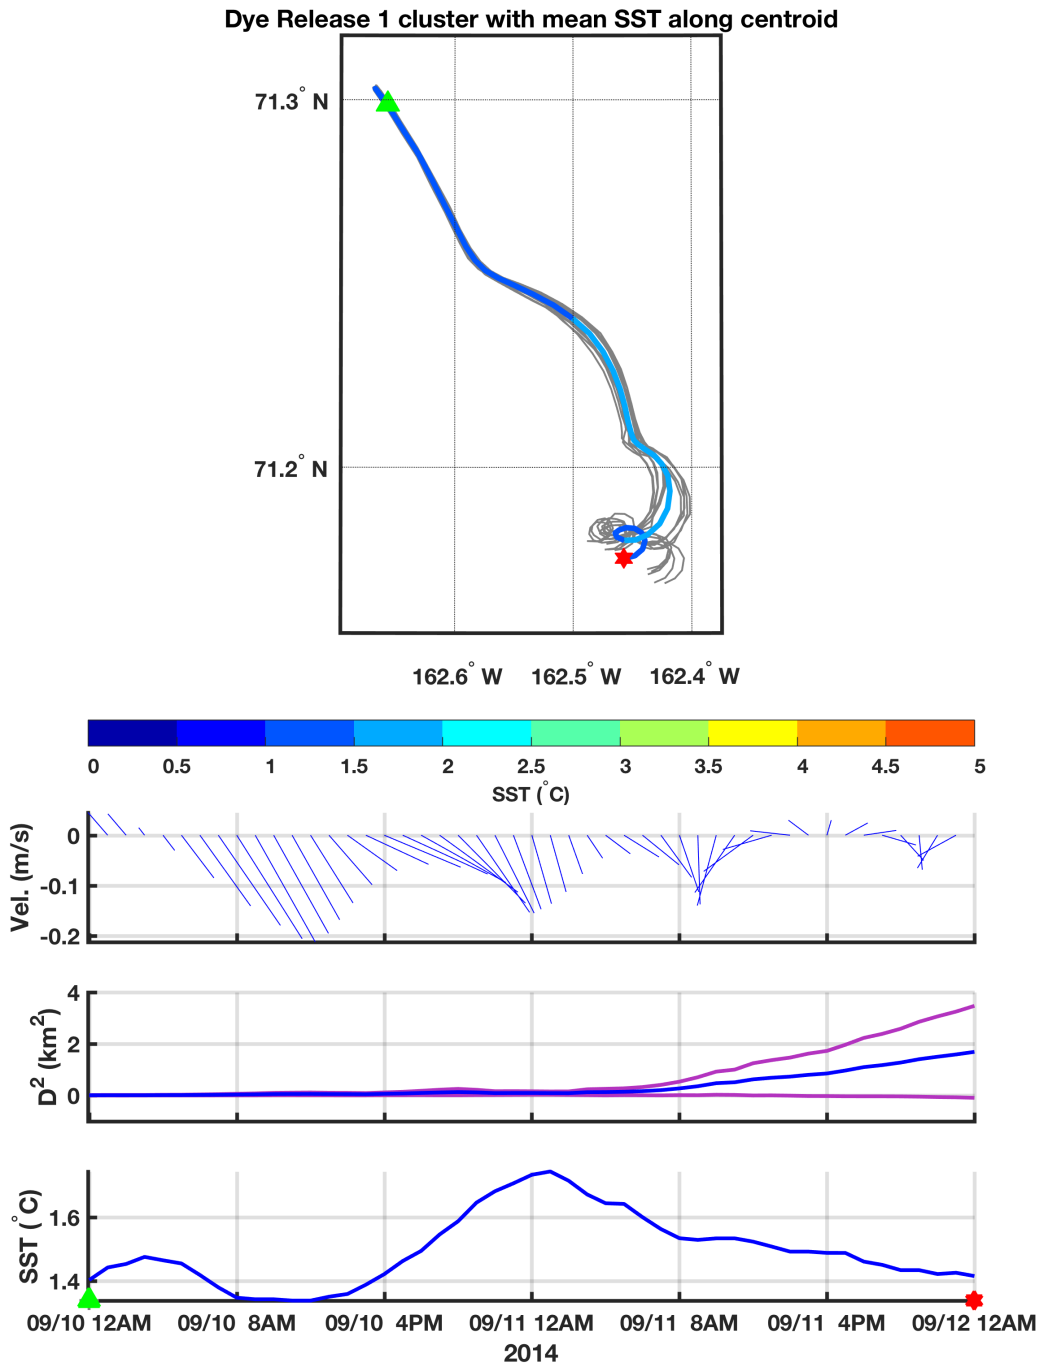 Dye Release 1 cluster with mean SST along centroid
71.3° N
71.2° N
162.6° W 162.5° W 162.4° W
0 0.5 1 1.5 2 2.5 3 3.5 4 4.5 5
SST (°C)
Vel. (m/s)
0
-0.1
-0.2
D² (km²)
4
2
0
SST (°C)
1.6
1.4
09/10 12AM 09/10 8AM 09/10 4PM 09/11 12AM 09/11 8AM 09/11 4PM 09/12 12AM
2014